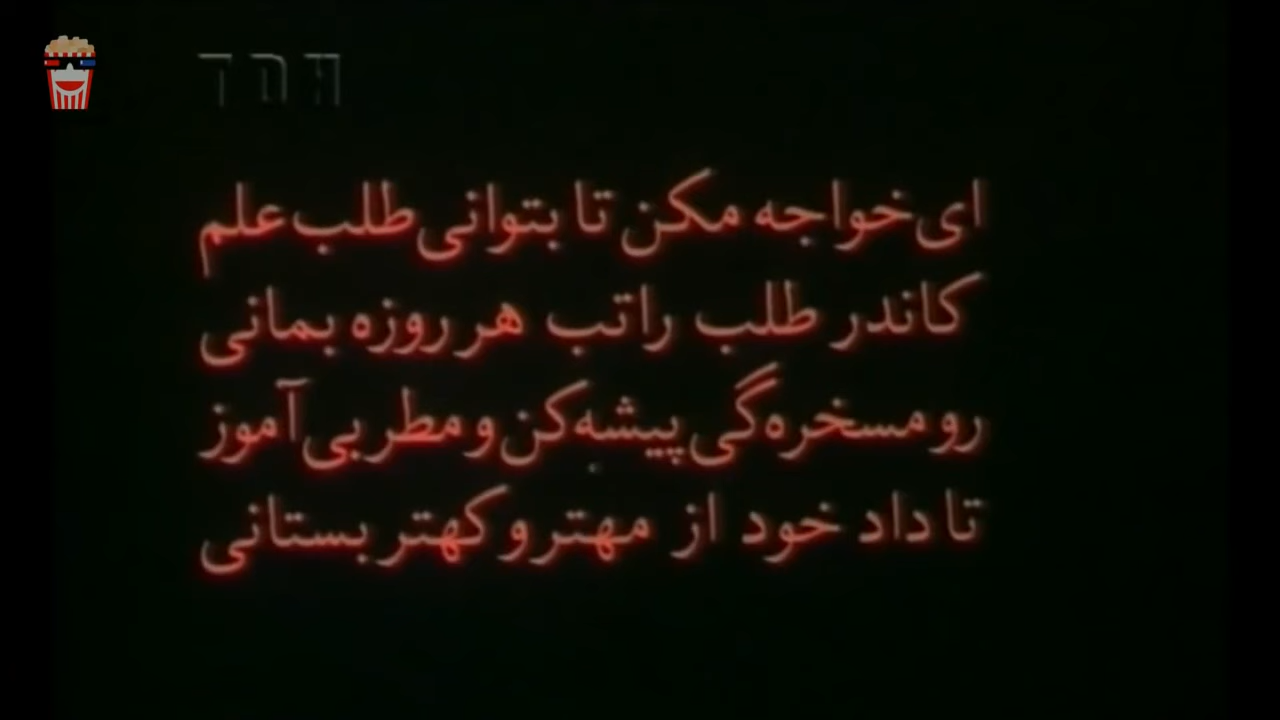 TDH
ای خواجه مکن تا بتوانی طلب علم
کاندر طلب راتب هر روزه بمانی
رو مسخره‌گی پیشه کن و مطربی آموز
تا داد خود از مهتر و کهتر بستانی